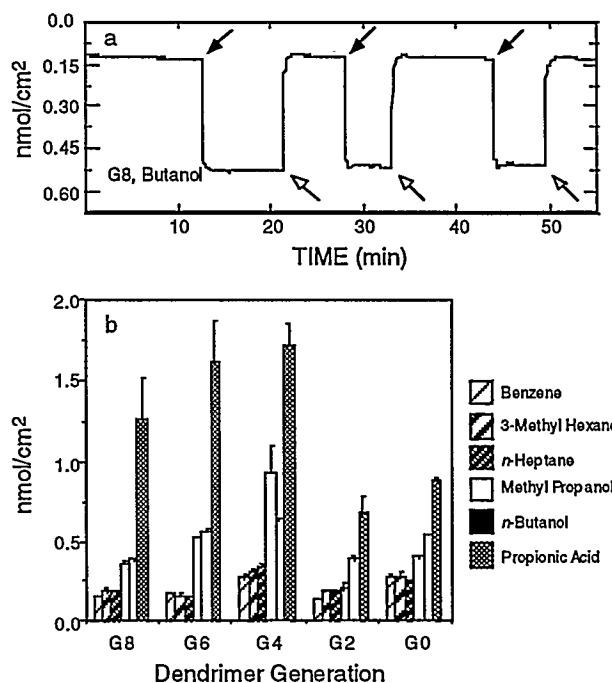 a
0.0
0.15
0.30
0.45
0.60
nmol/cm2
G8, Butanol
10
20
30
40
50
TIME (min)
b
2.0
1.5
1.0
0.5
0.0
nmol/cm2
G8
G6
G4
G2
G0
Dendrimer Generation
Benzene
3-Methyl Hexane
n-Heptane
Methyl Propanol
n-Butanol
Propionic Acid